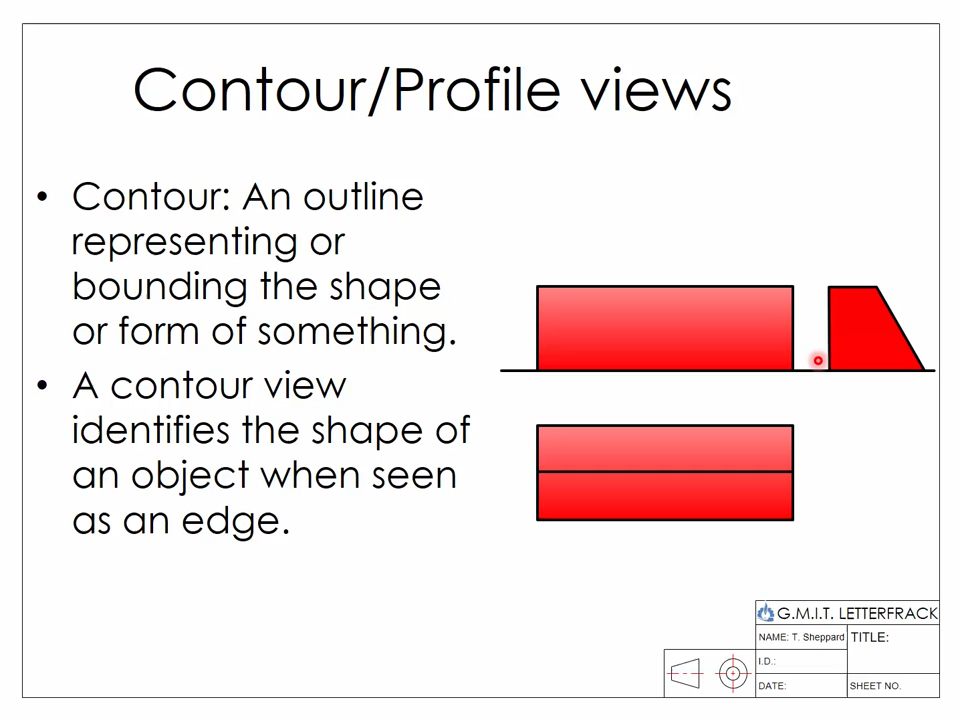 Contour/Profile views
• Contour: An outline
representing or
bounding the shape
or form of something.
• A contour view
identifies the shape of
an object when seen
as an edge.
G.M.I.T. LETTERFRACK
NAME: T. Sheppard
TITLE:
I.D.:
DATE:
SHEET NO.